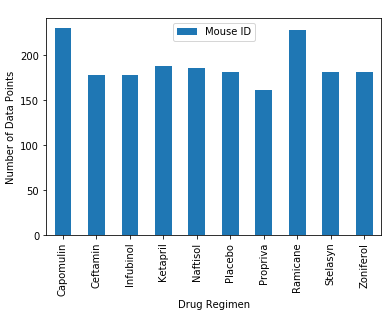 Mouse ID
Number of Data Points
200
150
100
50
0
Capomulin
Ceftamin
Infubinol
Ketapril
Naftisol
Placebo
Propriva
Ramicane
Stelasyn
Zoniferol
Drug Regimen